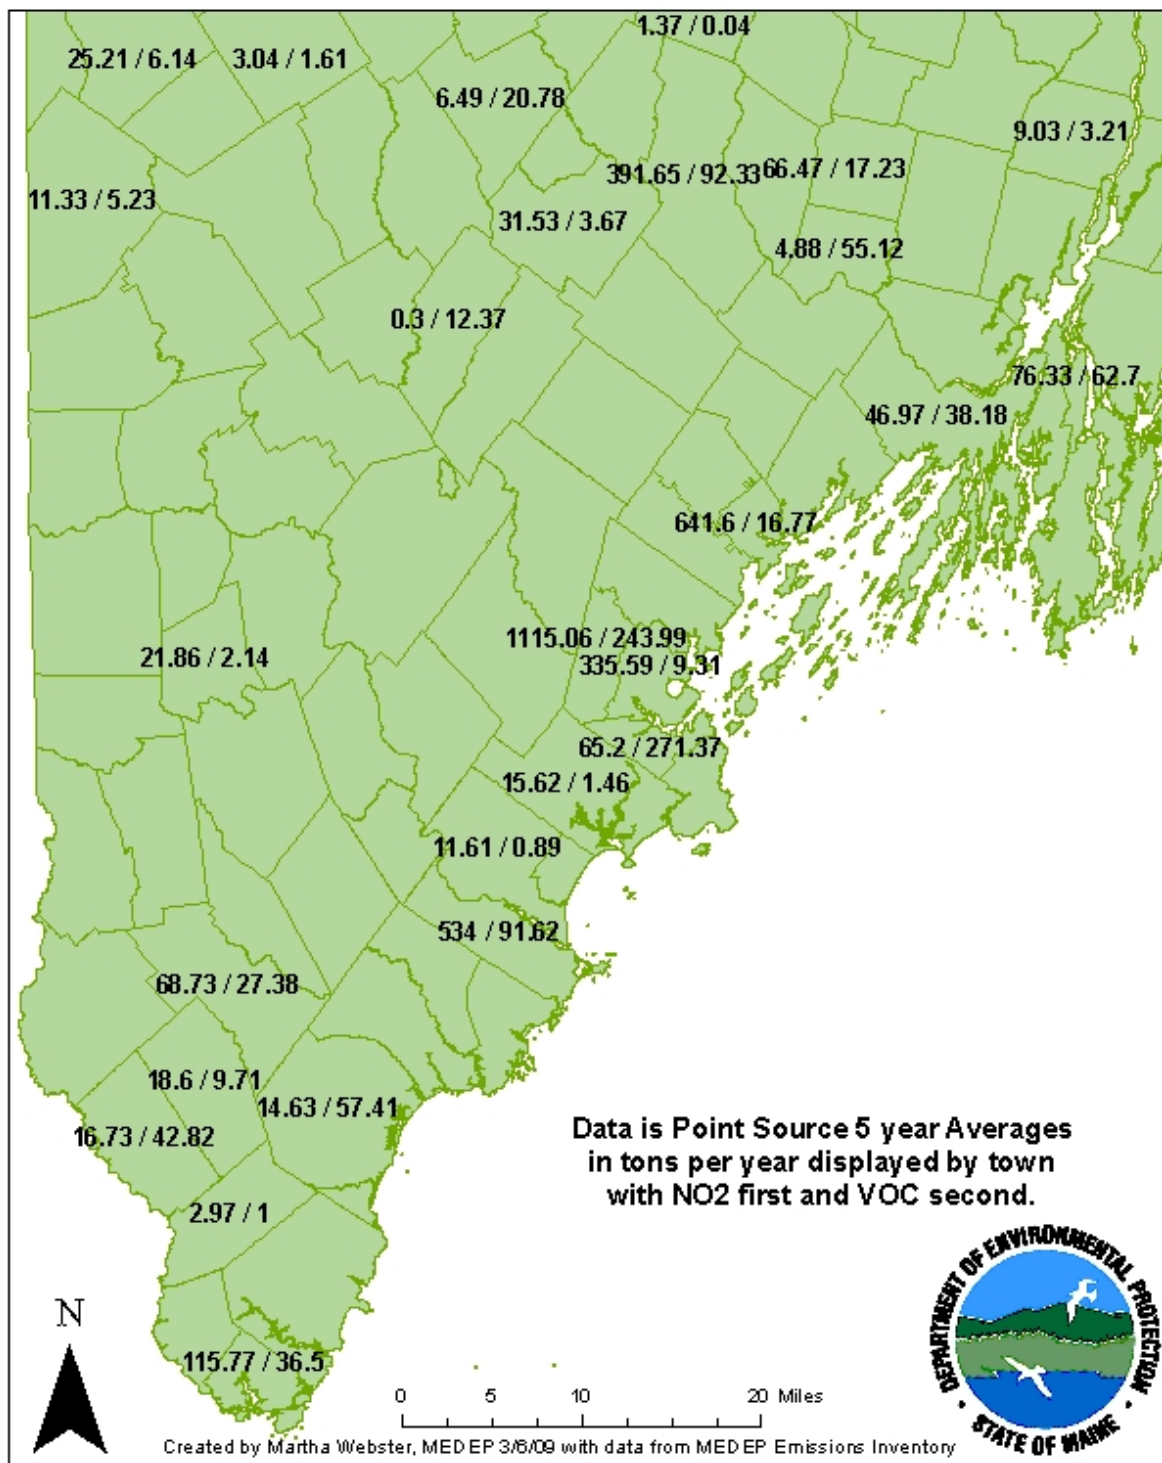 1.37 / 0.04
25.21 / 6.14
3.04 / 1.61
6.49 / 20.78
9.03 / 3.21
391.65 / 92.33
66.47 / 17.23
11.33 / 5.23
31.53 / 3.67
4.88 / 55.12
0.3 / 12.37
76.33 / 62.7
46.97 / 38.18
641.6 / 16.77
1115.06 / 243.99
21.86 / 2.14
335.59 / 9.31
65.2 / 271.37
15.62 / 1.46
11.61 / 0.89
534 / 91.62
68.73 / 27.38
18.6 / 9.71
14.63 / 57.41
16.73 / 42.82
Data is Point Source 5 year Averages
in tons per year displayed by town
with NO2 first and VOC second.
2.97 / 1
N
115.77 / 36.5
DEPARTMENT OF ENVIRONMENTAL PROTECTION
• STATE OF MAINE •
0 5 10 20 Miles
Created by Martha Webster, MEDEP 3/6/09 with data from MEDEP Emissions Inventory